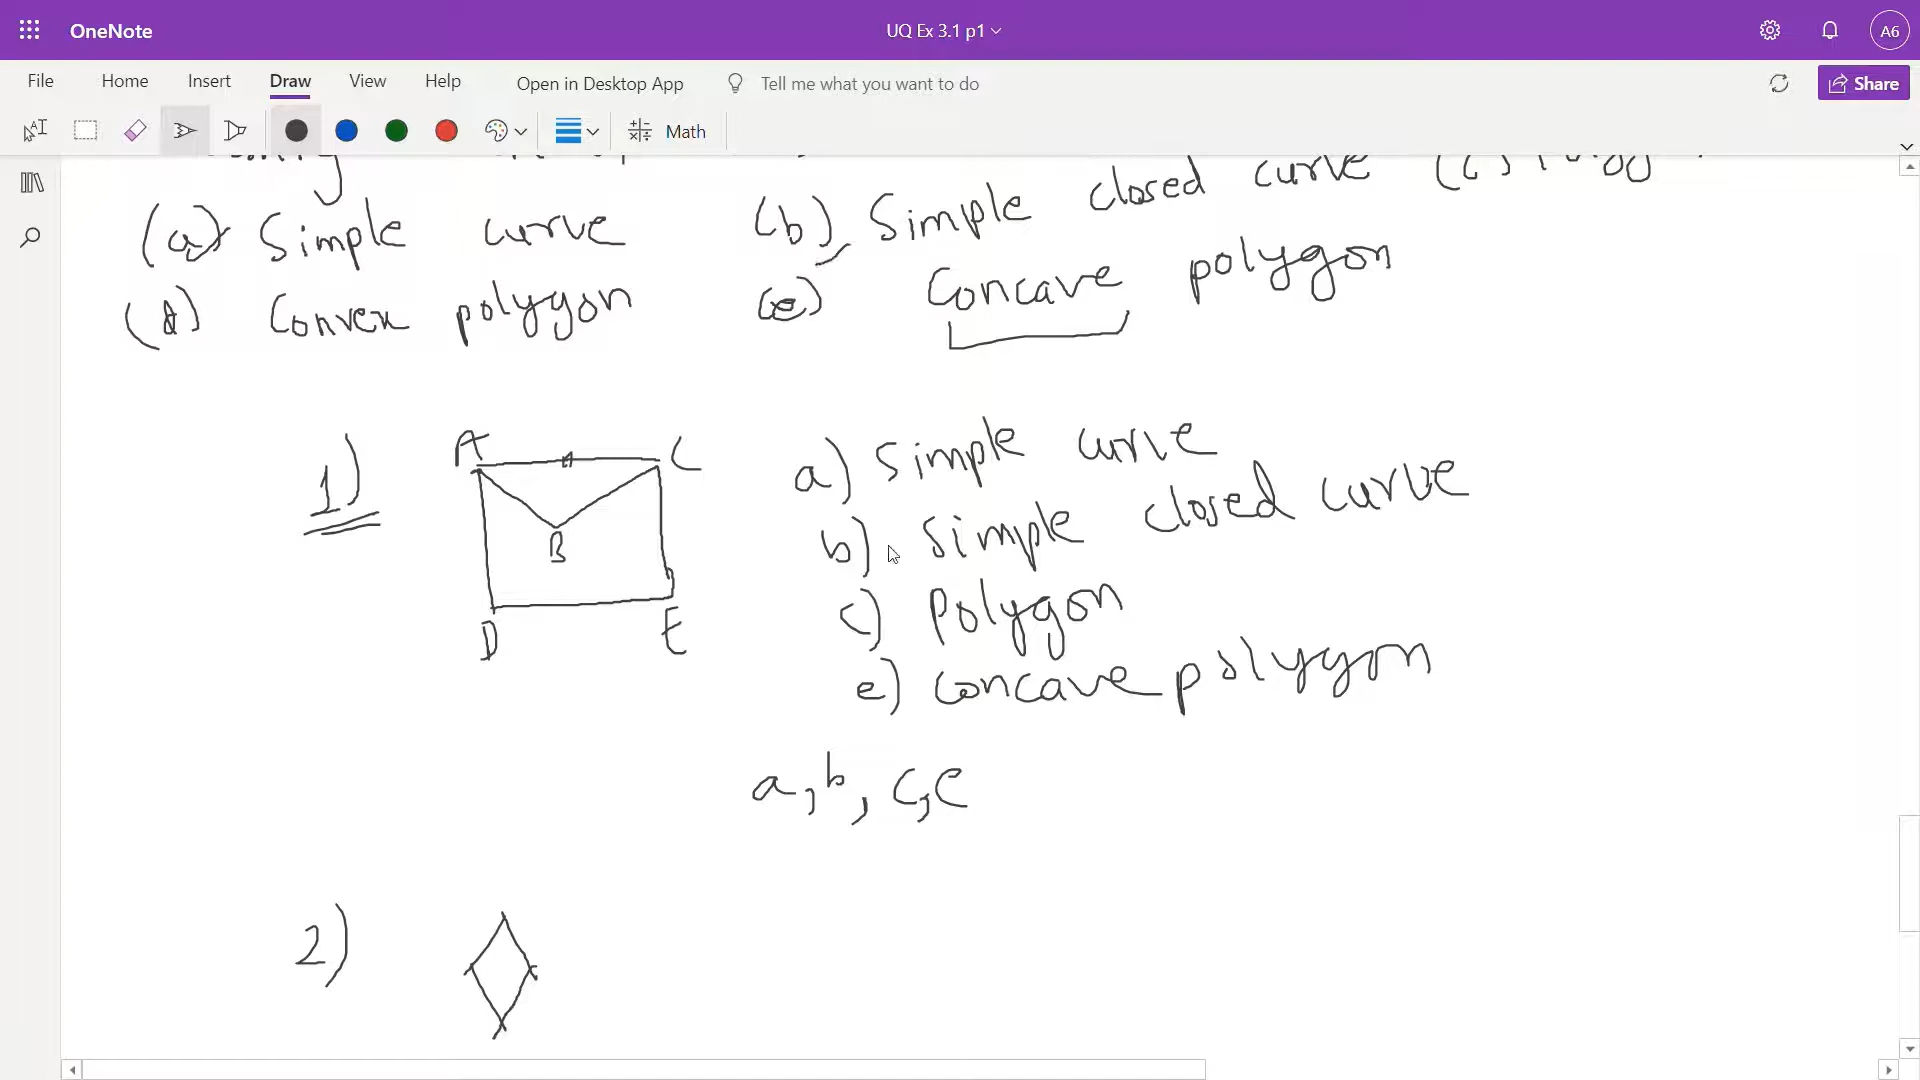 OneNote
UQ Ex 3.1 p1
A6
File Home Insert Draw View Help Open in Desktop App Tell me what you want to do Share
Math
(a) Simple curve (b) Simple closed curve
(d) Convex polygon (e) Concave polygon
1) A C B D E
a) Simple curve
b) Simple closed curve
c) Polygon
e) concave polygon
a, b, c, e
2)